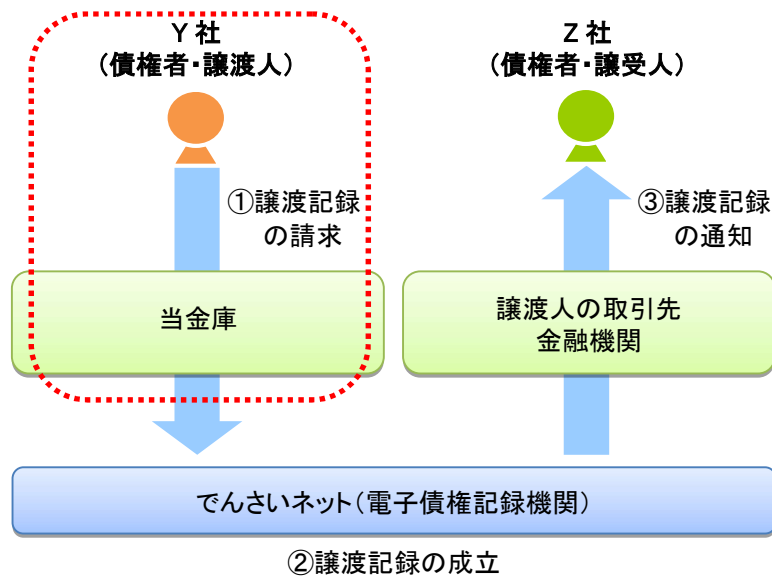 Y 社
(債権者・譲渡人)
Z 社
(債権者・譲受人)
①譲渡記録
の請求
③譲渡記録
の通知
当金庫
譲渡人の取引先
金融機関
でんさいネット(電子債権記録機関)
②譲渡記録の成立